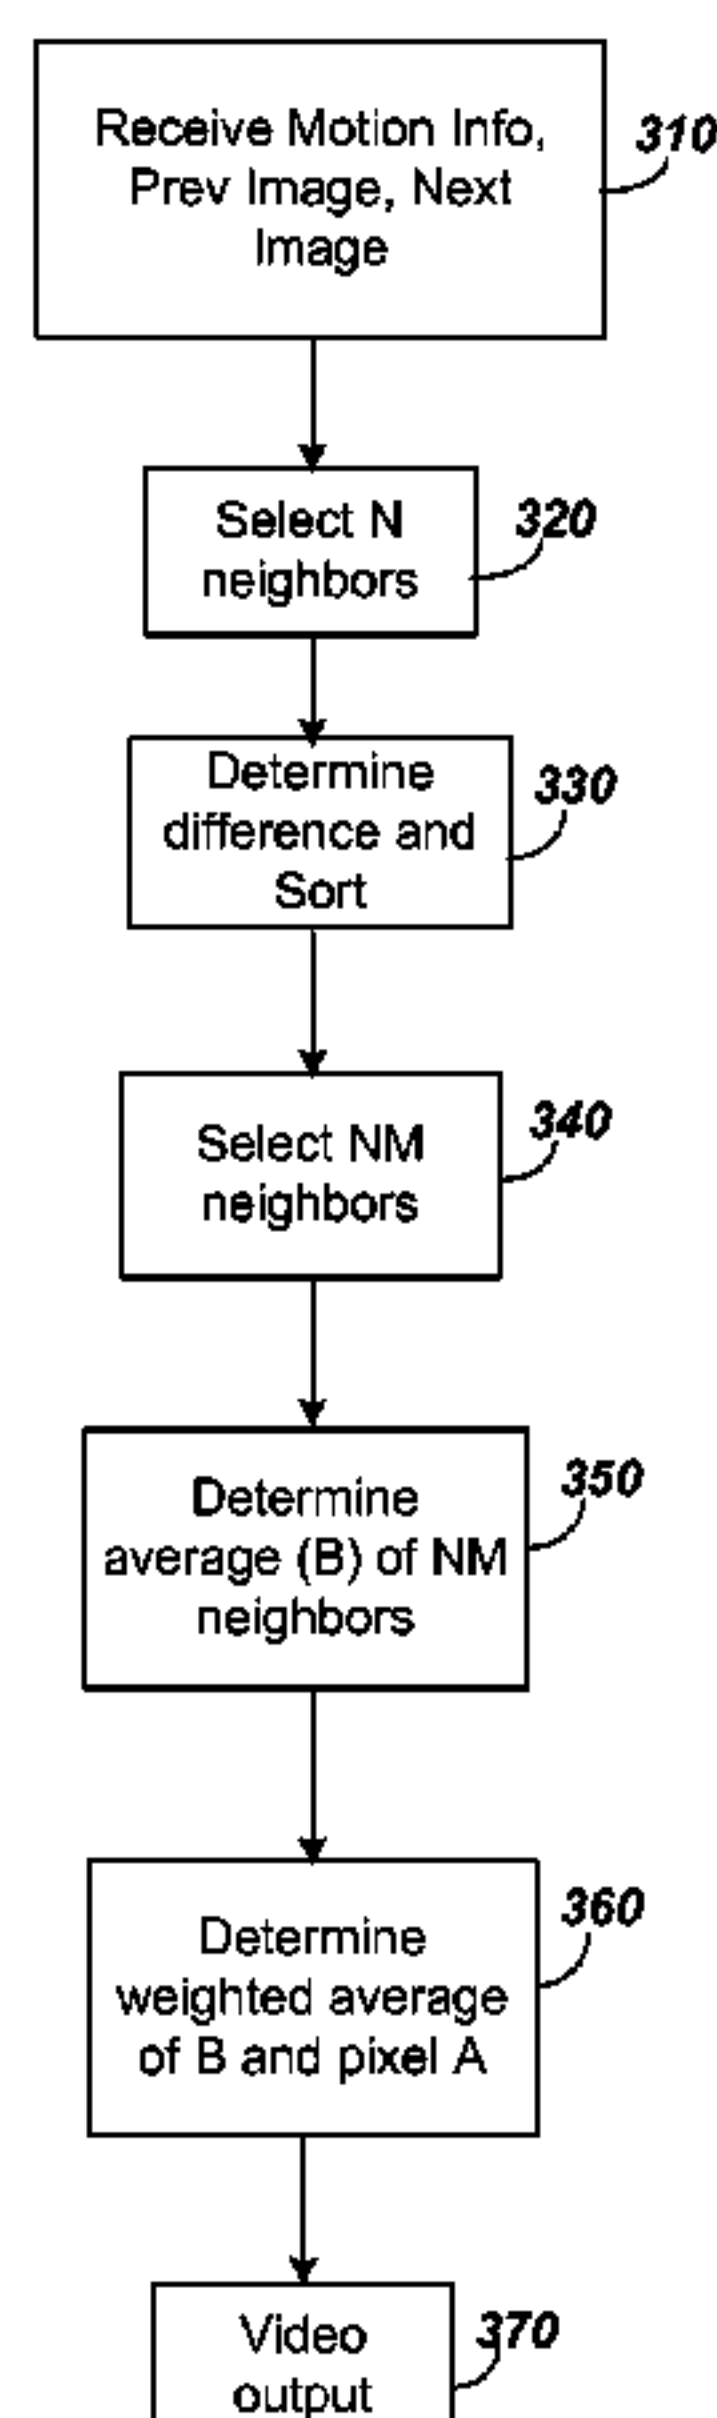 Receive Motion Info,
Prev Image, Next
Image
310
Select N
neighbors
320
Determine
difference and
Sort
330
Select NM
neighbors
340
Determine
average (B) of NM
neighbors
350
Determine
weighted average
of B and pixel A
360
Video
output
370